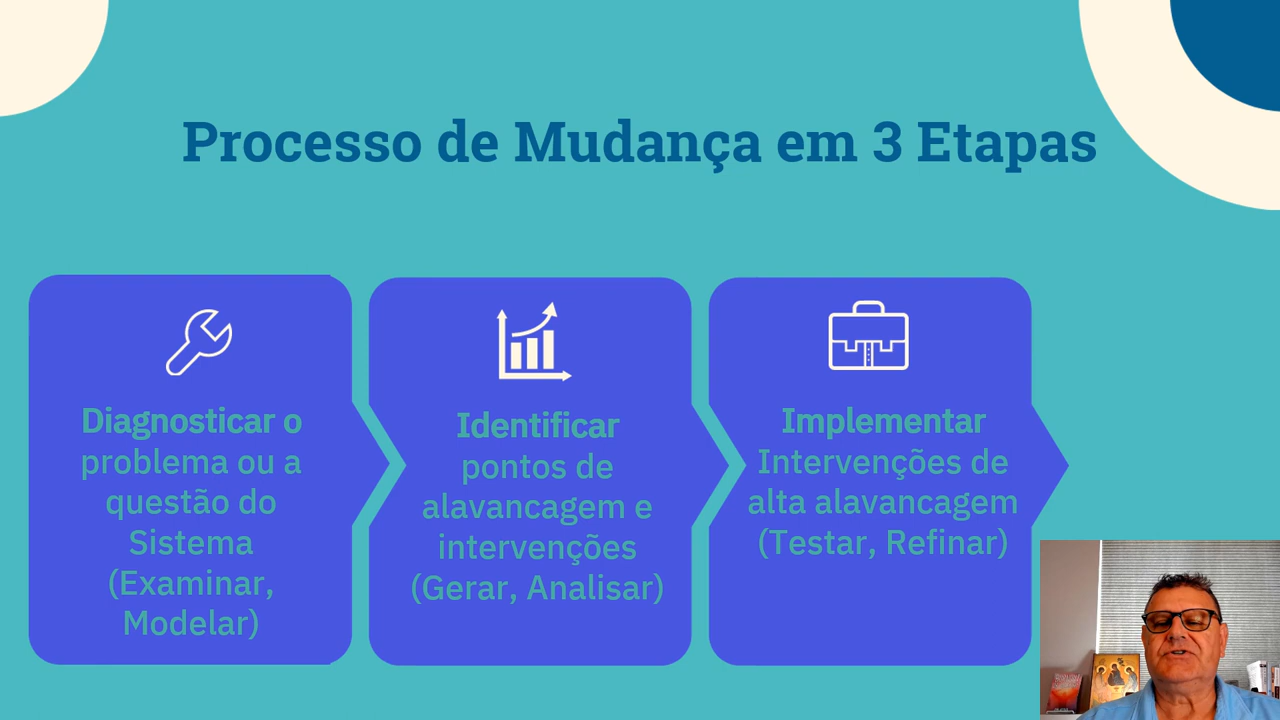 Processo de Mudança em 3 Etapas
Diagnosticar o
problema ou a
questão do
Sistema
(Examinar,
Modelar)
Identificar
pontos de
alavancagem e
intervenções
(Gerar, Analisar)
Implementar
Intervenções de
alta alavancagem
(Testar, Refinar)